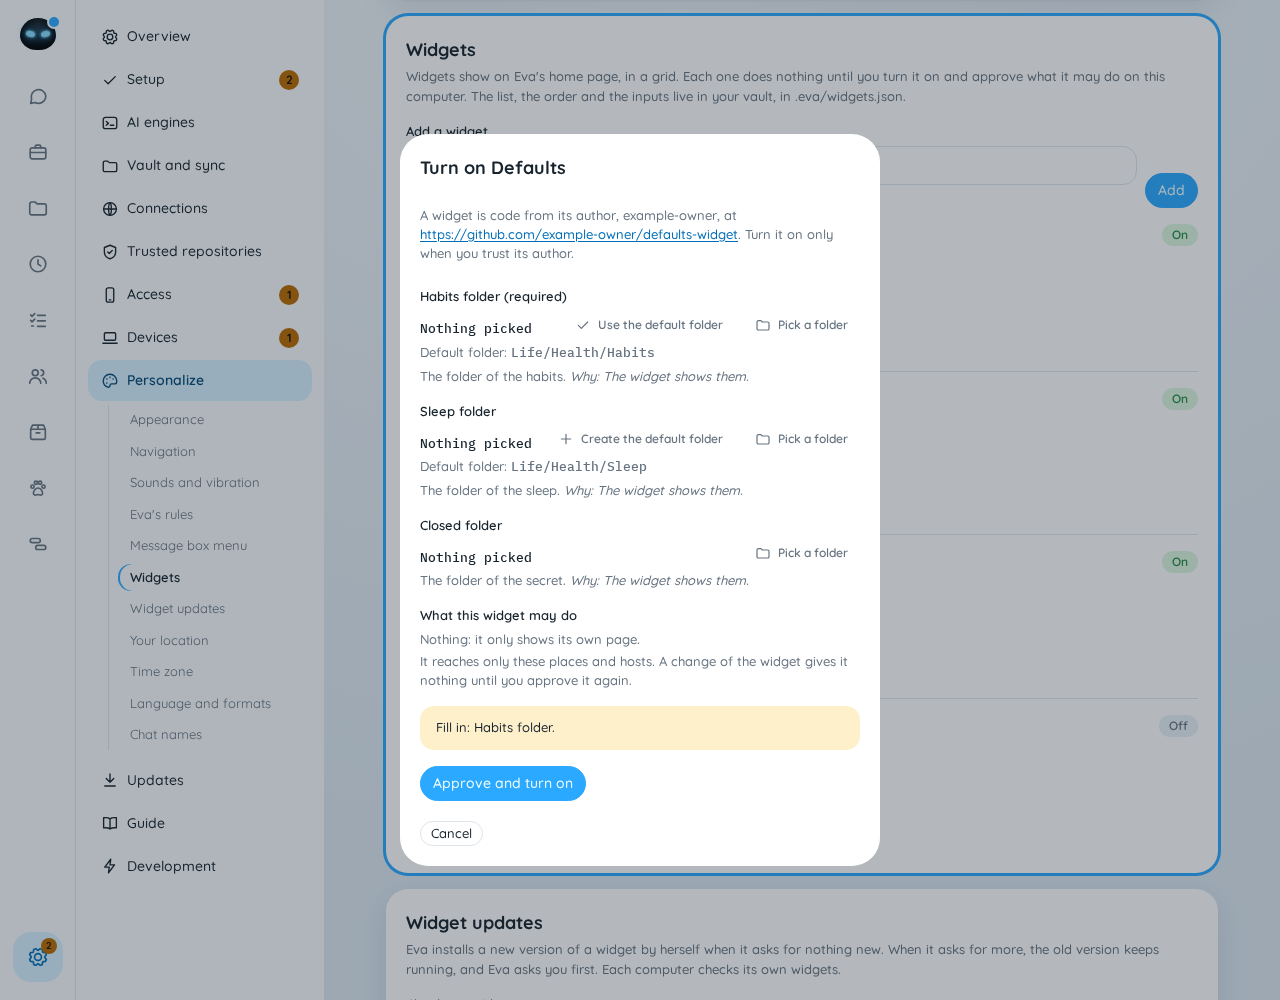 Overview
Setup
2
AI engines
Vault and sync
Connections
Trusted repositories
Access
1
Devices
1
Personalize
Appearance
Navigation
Sounds and vibration
Eva's rules
Message box menu
Widgets
Widget updates
Your location
Time zone
Language and formats
Chat names
Updates
Guide
Development
2
Widgets
Widgets show on Eva's home page, in a grid. Each one does nothing until you turn it on and approve what it may do on this
computer. The list, the order and the inputs live in your vault, in .eva/widgets.json.
Add a widget
Add
On
On
On
Off
Turn on Defaults
A widget is code from its author, example-owner, at
https://github.com/example-owner/defaults-widget. Turn it on only
when you trust its author.
Habits folder (required)
Nothing picked
Use the default folder
Pick a folder
Default folder: Life/Health/Habits
The folder of the habits. Why: The widget shows them.
Sleep folder
Nothing picked
Create the default folder
Pick a folder
Default folder: Life/Health/Sleep
The folder of the sleep. Why: The widget shows them.
Closed folder
Nothing picked
Pick a folder
The folder of the secret. Why: The widget shows them.
What this widget may do
Nothing: it only shows its own page.
It reaches only these places and hosts. A change of the widget gives it
nothing until you approve it again.
Fill in: Habits folder.
Approve and turn on
Cancel
Widget updates
Eva installs a new version of a widget by herself when it asks for nothing new. When it asks for more, the old version keeps
running, and Eva asks you first. Each computer checks its own widgets.